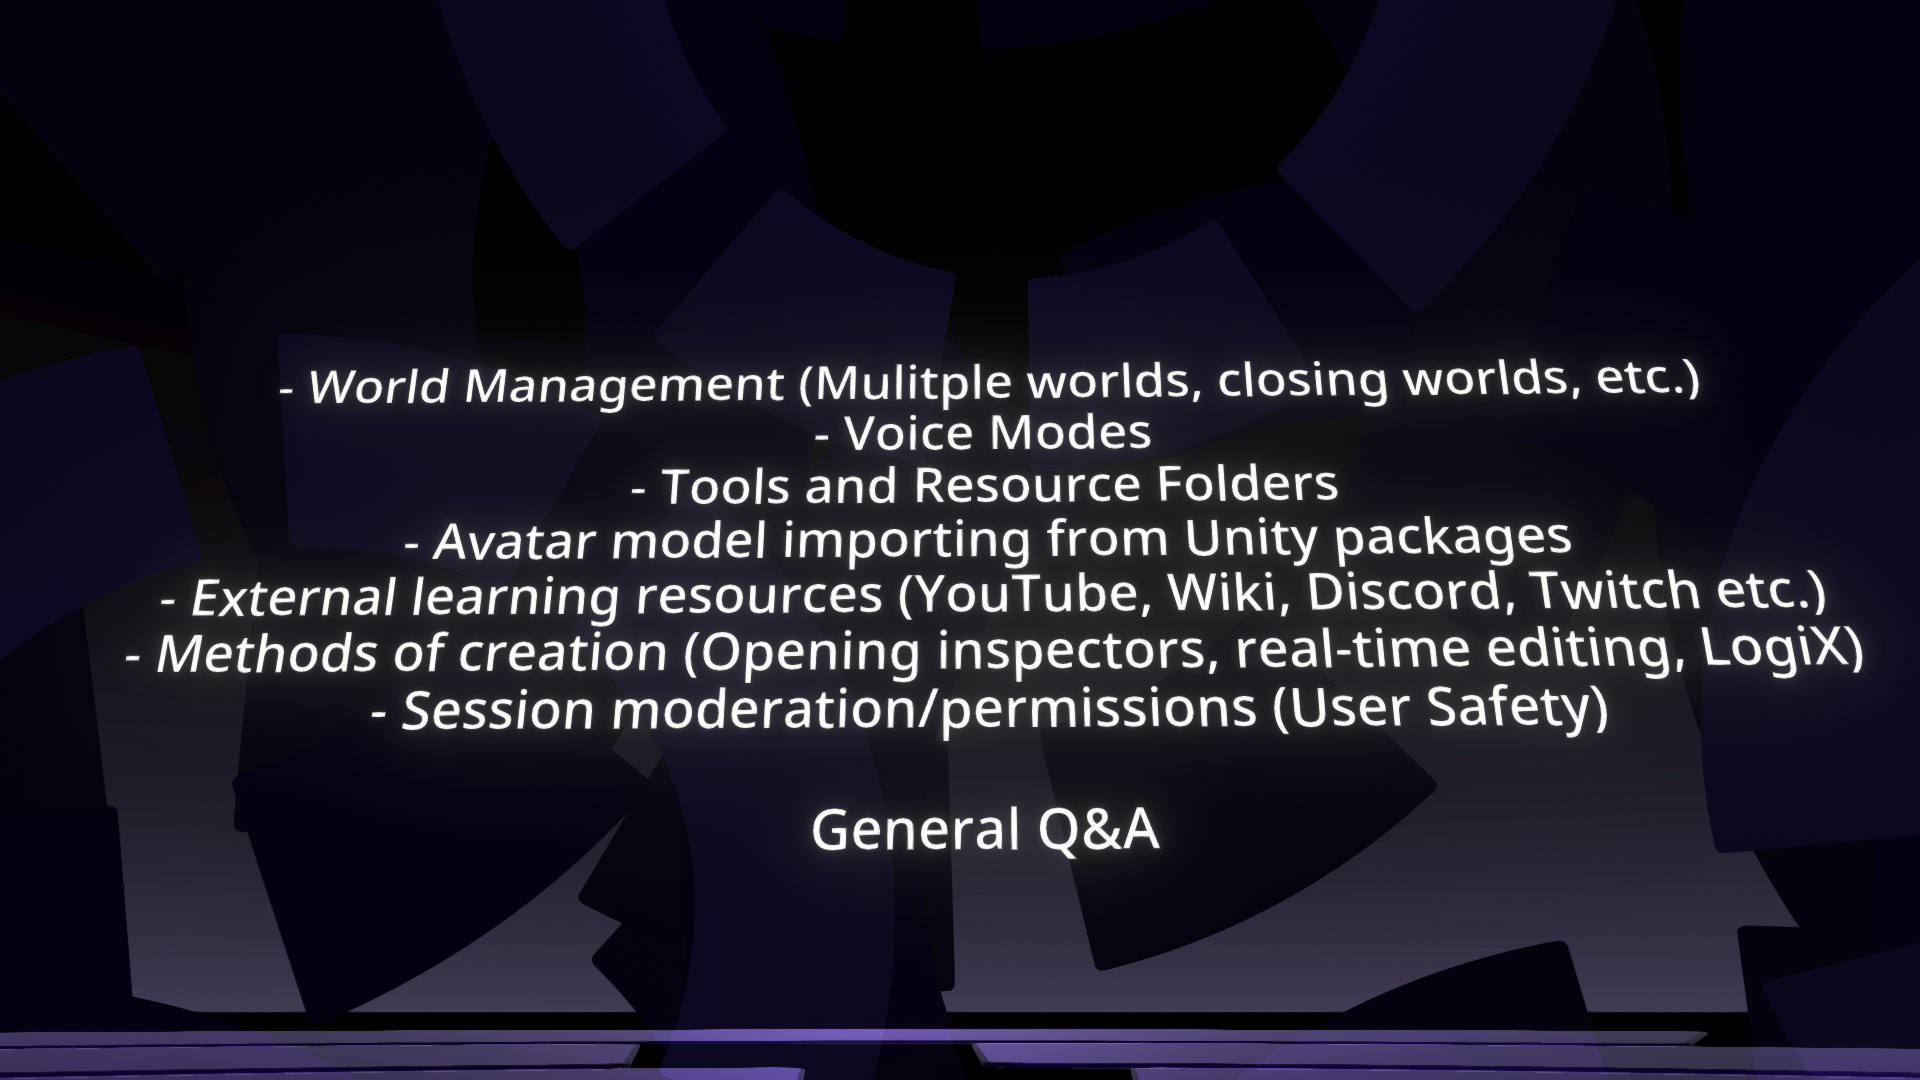 - World Management (Mulitple worlds, closing worlds, etc.)
- Voice Modes
- Tools and Resource Folders
- Avatar model importing from Unity packages
- External learning resources (YouTube, Wiki, Discord, Twitch etc.)
- Methods of creation (Opening inspectors, real-time editing, LogiX)
- Session moderation/permissions (User Safety)
General Q&A